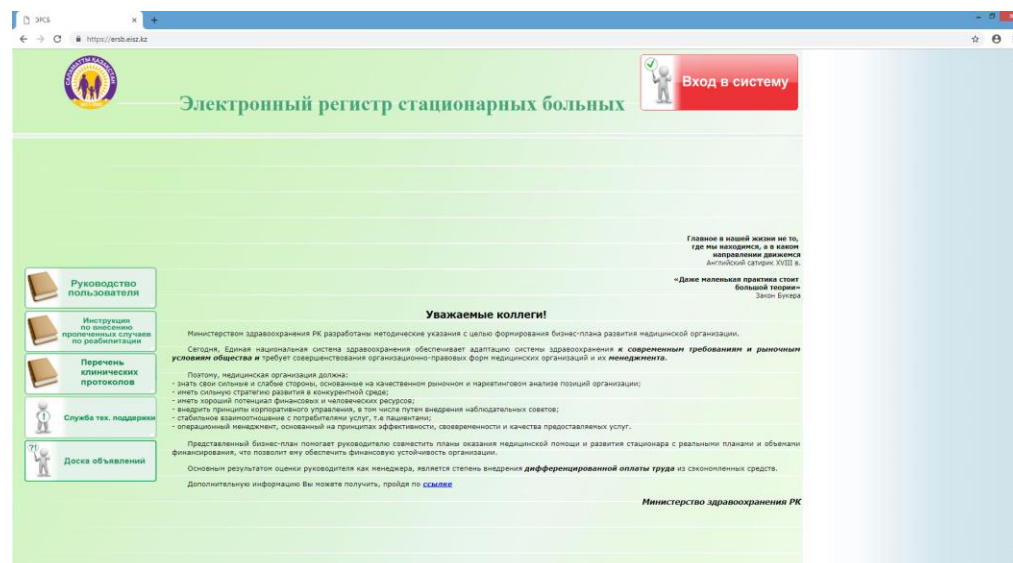 ЭРСБ
https://ersb.eisz.kz
Электронный регистр стационарных больных
Вход в систему
Главное в нашей жизни не то,
где мы находимся, а в каком
направлении движемся
Английский сатирик XVIII в.
«Даже маленькая практика стоит
большой теории»
Закон Букера
Руководство
пользователя
Инструкция
по внесению
пролеченных случаев
по реабилитации
Перечень
клинических
протоколов
Служба тех. поддержки
Доска объявлений
Уважаемые коллеги!
Министерством здравоохранения РК разработаны методические указания с целью формирования бизнес-плана развития медицинской организации.
Сегодня, Единая национальная система здравоохранения обеспечивает адаптацию системы здравоохранения к современным требованиям и рыночным
условиям общества и требует совершенствования организационно-правовых форм медицинских организаций и их менеджмента.
Поэтому, медицинская организация должна:
- знать свои сильные и слабые стороны, основанные на качественном рыночном и маркетинговом анализе позиций организации;
- иметь сильную стратегию развития в конкурентной среде;
- иметь хороший потенциал финансовых и человеческих ресурсов;
- внедрить принципы корпоративного управления, в том числе путем внедрения наблюдательных советов;
- стабильное взаимоотношение с потребителями услуг, т.е пациентами;
- операционный менеджмент, основанный на принципах эффективности, своевременности и качества предоставляемых услуг.
Представленный бизнес-план помогает руководителю совместить планы оказания медицинской помощи и развития стационара с реальными планами и объемами
финансирования, что позволит ему обеспечить финансовую устойчивость организации.
Основным результатом оценки руководителя как менеджера, является степень внедрения дифференцированной оплаты труда из сэкономленных средств.
Дополнительную информацию Вы можете получить, пройдя по ссылке
Министерство здравоохранения РК